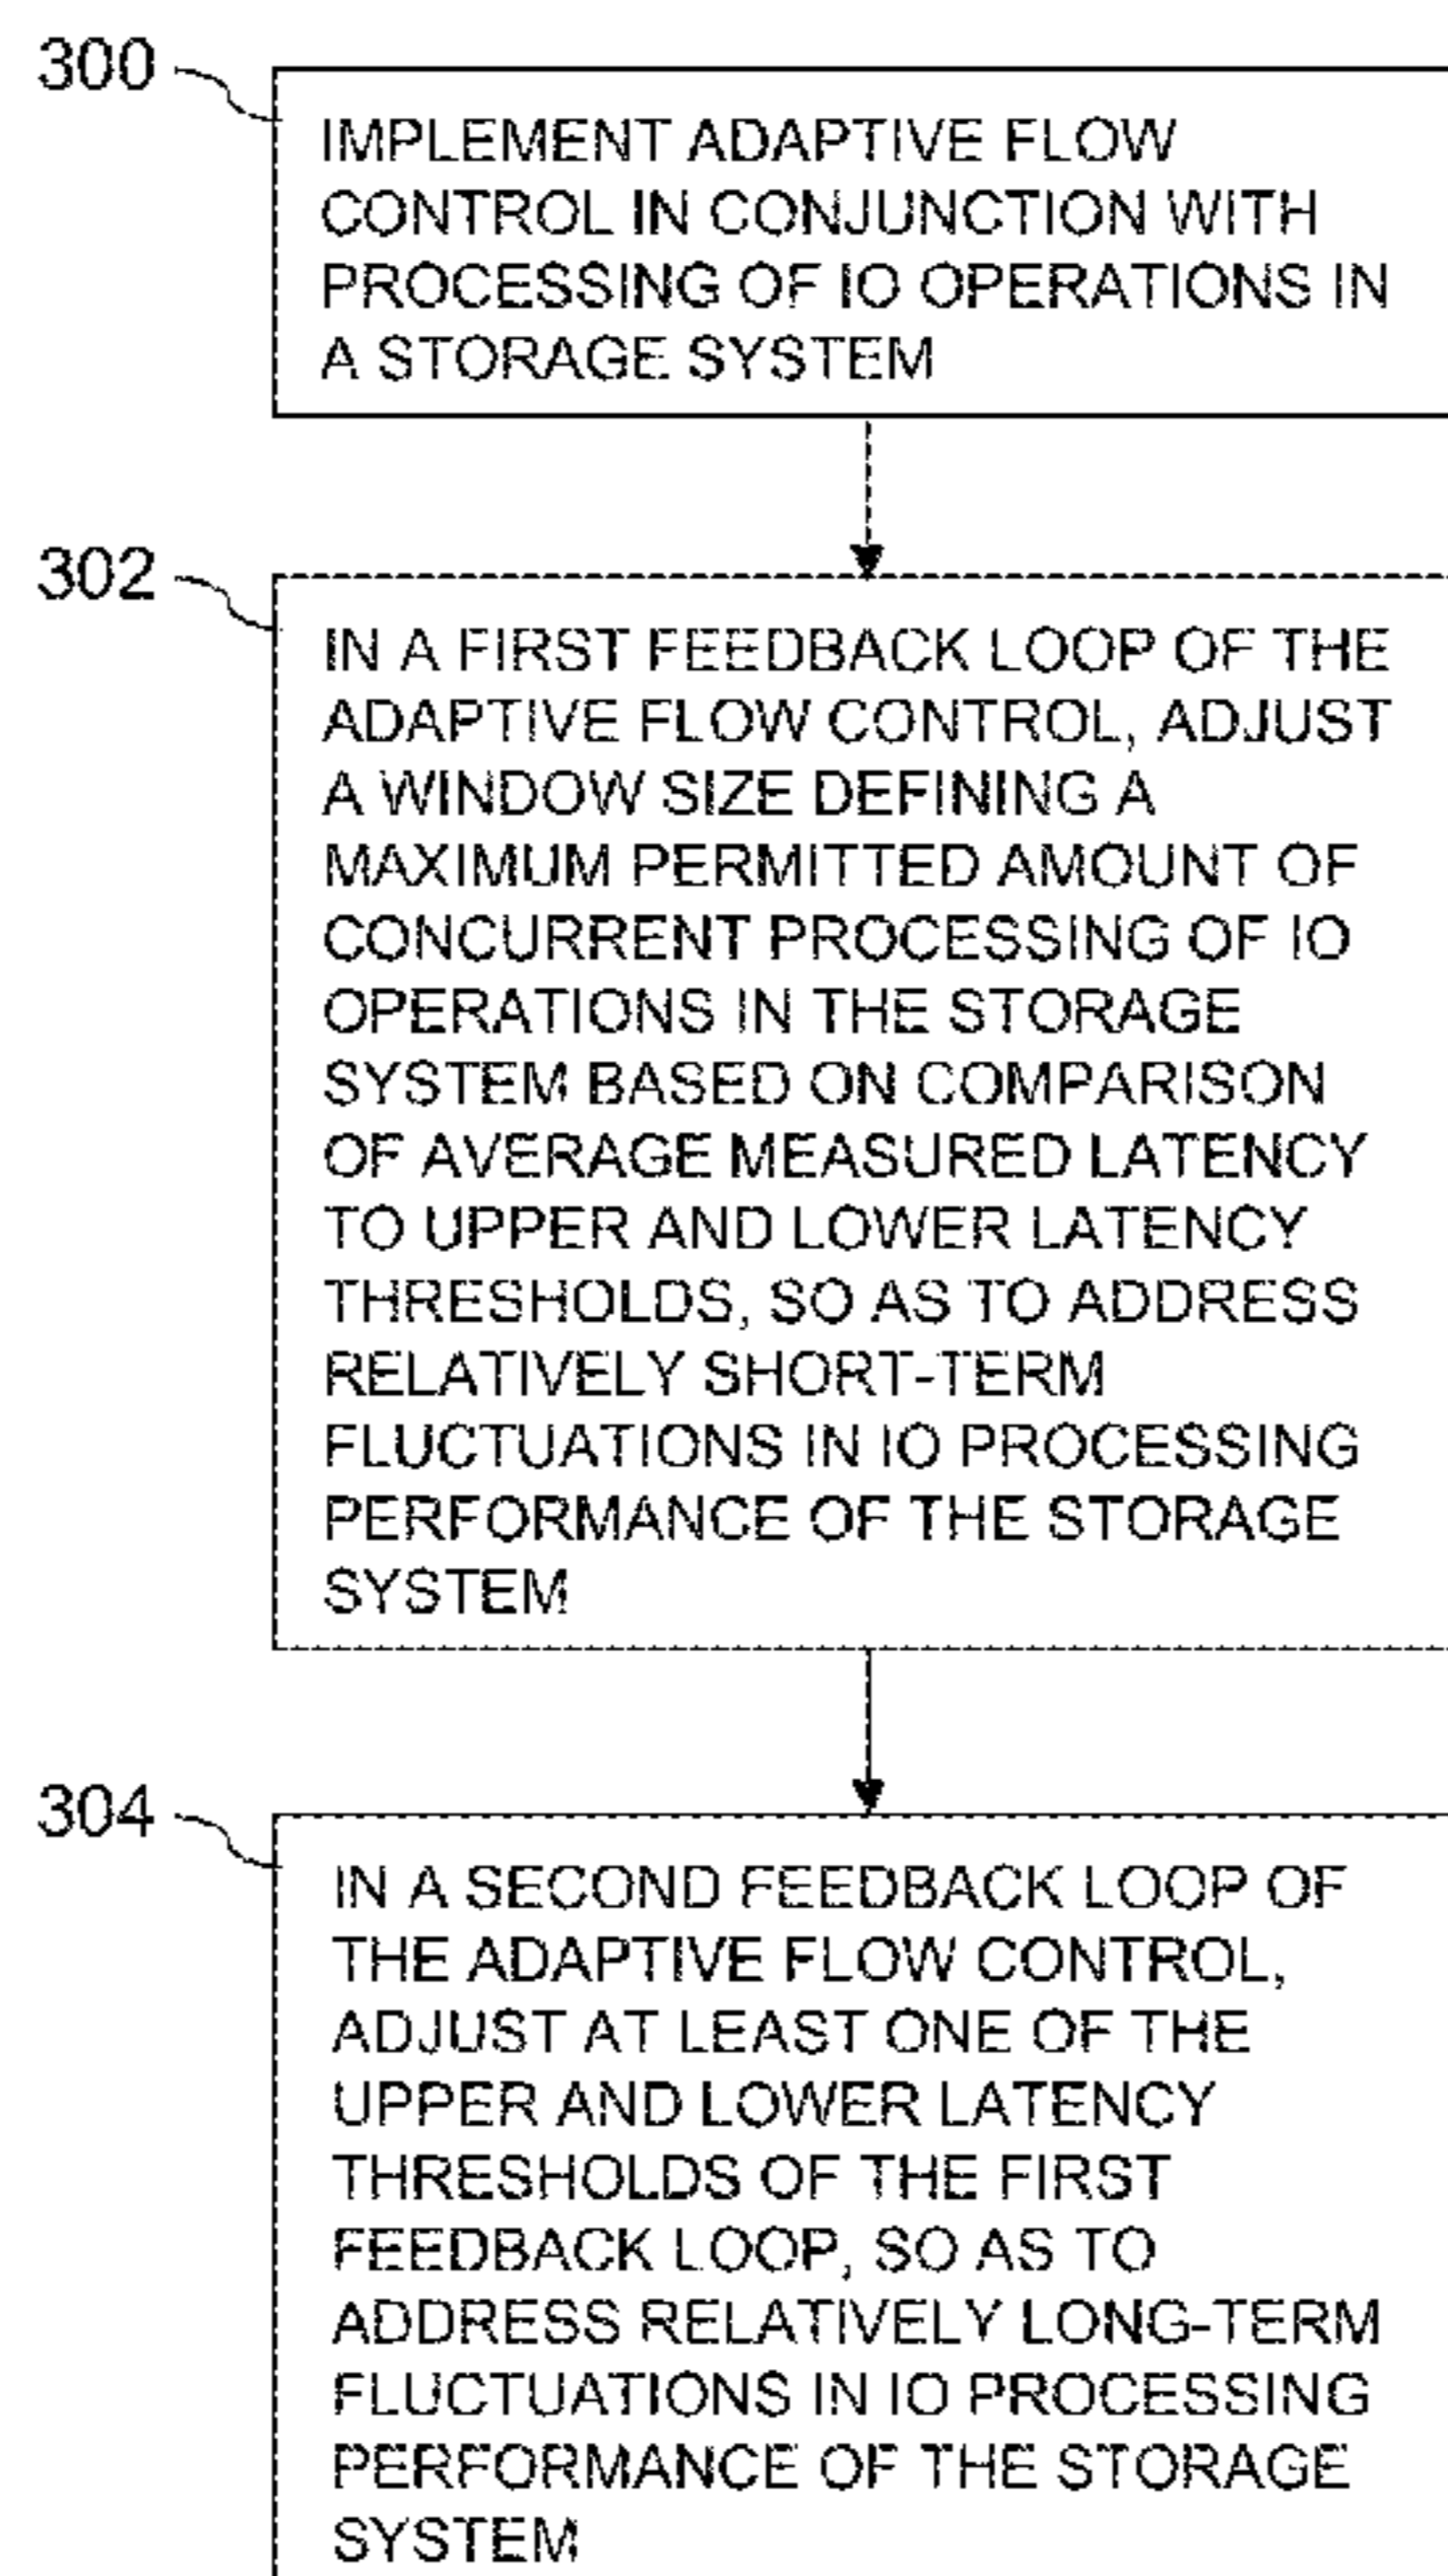 300
IMPLEMENT ADAPTIVE FLOW
CONTROL IN CONJUNCTION WITH
PROCESSING OF IO OPERATIONS IN
A STORAGE SYSTEM
302
IN A FIRST FEEDBACK LOOP OF THE
ADAPTIVE FLOW CONTROL, ADJUST
A WINDOW SIZE DEFINING A
MAXIMUM PERMITTED AMOUNT OF
CONCURRENT PROCESSING OF IO
OPERATIONS IN THE STORAGE
SYSTEM BASED ON COMPARISON
OF AVERAGE MEASURED LATENCY
TO UPPER AND LOWER LATENCY
THRESHOLDS, SO AS TO ADDRESS
RELATIVELY SHORT-TERM
FLUCTUATIONS IN IO PROCESSING
PERFORMANCE OF THE STORAGE
SYSTEM
304
IN A SECOND FEEDBACK LOOP OF
THE ADAPTIVE FLOW CONTROL,
ADJUST AT LEAST ONE OF THE
UPPER AND LOWER LATENCY
THRESHOLDS OF THE FIRST
FEEDBACK LOOP, SO AS TO
ADDRESS RELATIVELY LONG-TERM
FLUCTUATIONS IN IO PROCESSING
PERFORMANCE OF THE STORAGE
SYSTEM